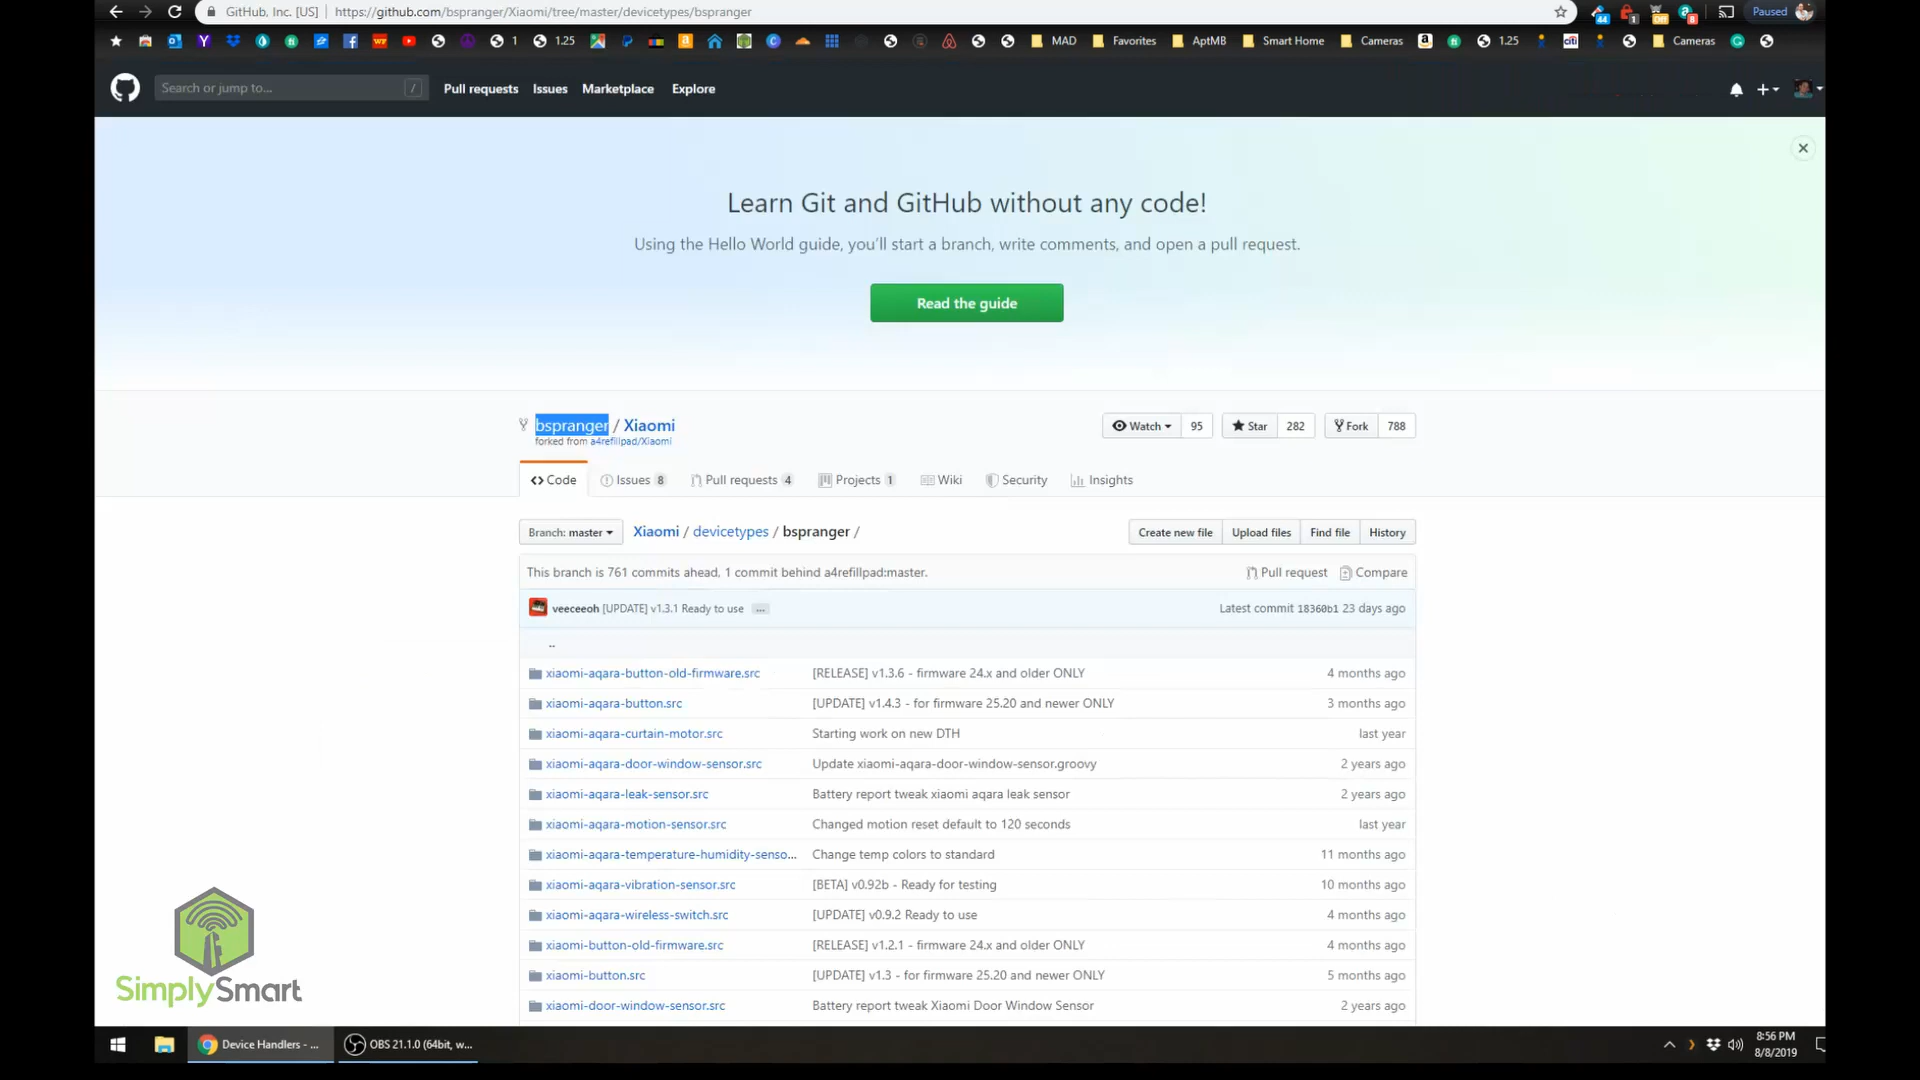 GitHub, Inc. [US] | https://github.com/bspranger/Xiaomi/tree/master/devicetypes/bspranger
44 1 Off 8 Paused
1 1.25 MAD Favorites AptMB Smart Home Cameras 1.25 citi Cameras
Search or jump to... / Pull requests Issues Marketplace Explore
Learn Git and GitHub without any code!
Using the Hello World guide, you'll start a branch, write comments, and open a pull request.
Read the guide
bspranger / Xiaomi Watch 95 Star 282 Fork 788
forked from a4refillpad/Xiaomi
Code Issues 8 Pull requests 4 Projects 1 Wiki Security Insights
Branch: master Xiaomi / devicetypes / bspranger / Create new file Upload files Find file History
This branch is 761 commits ahead, 1 commit behind a4refillpad:master. Pull request Compare
veeceeoh [UPDATE] v1.3.1 Ready to use ... Latest commit 18360b1 23 days ago
..
xiaomi-aqara-button-old-firmware.src [RELEASE] v1.3.6 - firmware 24.x and older ONLY 4 months ago
xiaomi-aqara-button.src [UPDATE] v1.4.3 - for firmware 25.20 and newer ONLY 3 months ago
xiaomi-aqara-curtain-motor.src Starting work on new DTH last year
xiaomi-aqara-door-window-sensor.src Update xiaomi-aqara-door-window-sensor.groovy 2 years ago
xiaomi-aqara-leak-sensor.src Battery report tweak xiaomi aqara leak sensor 2 years ago
xiaomi-aqara-motion-sensor.src Changed motion reset default to 120 seconds last year
xiaomi-aqara-temperature-humidity-senso... Change temp colors to standard 11 months ago
xiaomi-aqara-vibration-sensor.src [BETA] v0.92b - Ready for testing 10 months ago
xiaomi-aqara-wireless-switch.src [UPDATE] v0.9.2 Ready to use 4 months ago
xiaomi-button-old-firmware.src [RELEASE] v1.2.1 - firmware 24.x and older ONLY 4 months ago
xiaomi-button.src [UPDATE] v1.3 - for firmware 25.20 and newer ONLY 5 months ago
xiaomi-door-window-sensor.src Battery report tweak Xiaomi Door Window Sensor 2 years ago
SimplySmart
Device Handlers - ... OBS 21.1.0 (64bit, w... 8:56 PM
8/8/2019